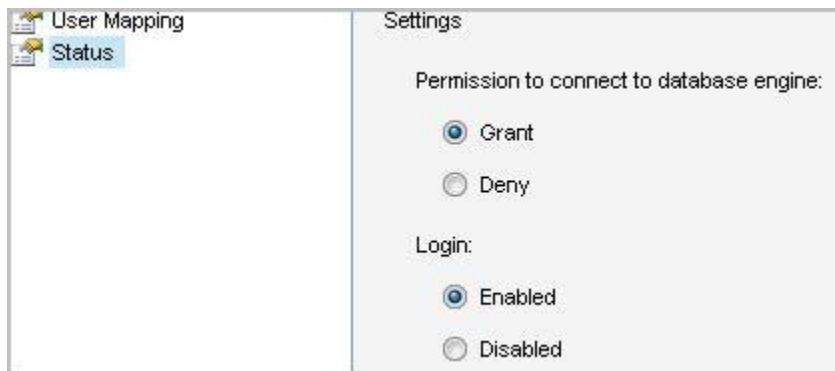 User Mapping
Status
Settings
Permission to connect to database engine:
Grant
Deny
Login:
Enabled
Disabled